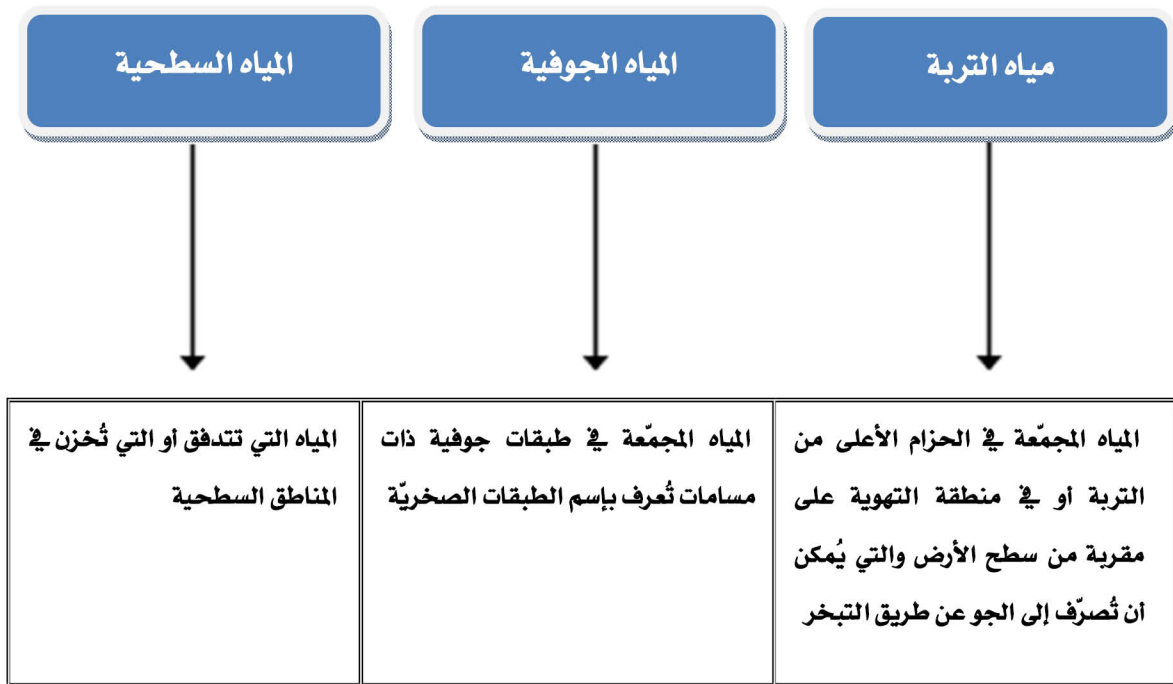 مياه التربة
المياه الجوفية
المياه السطحية
المياه المجمّعة في الحزام الأعلى من
التربة أو في منطقة التهوية على
مقربة من سطح الأرض والتي يُمكن
أن تُصرّف إلى الجو عن طريق التبخر
المياه المجمّعة في طبقات جوفية ذات
مسامات تُعرف بإسم الطبقات الصخريّة
المياه التي تتدفق أو التي تُخزن في
المناطق السطحية